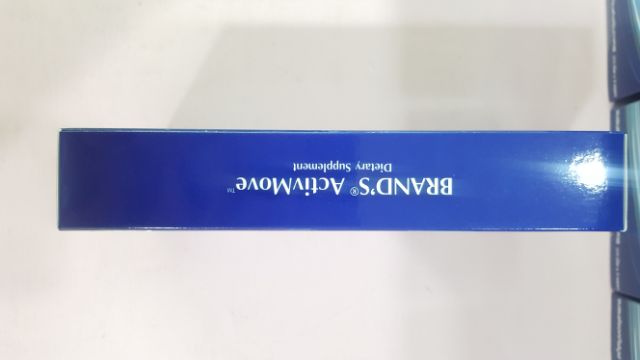 BRAND'S® ActivMove™
Dietary Supplement